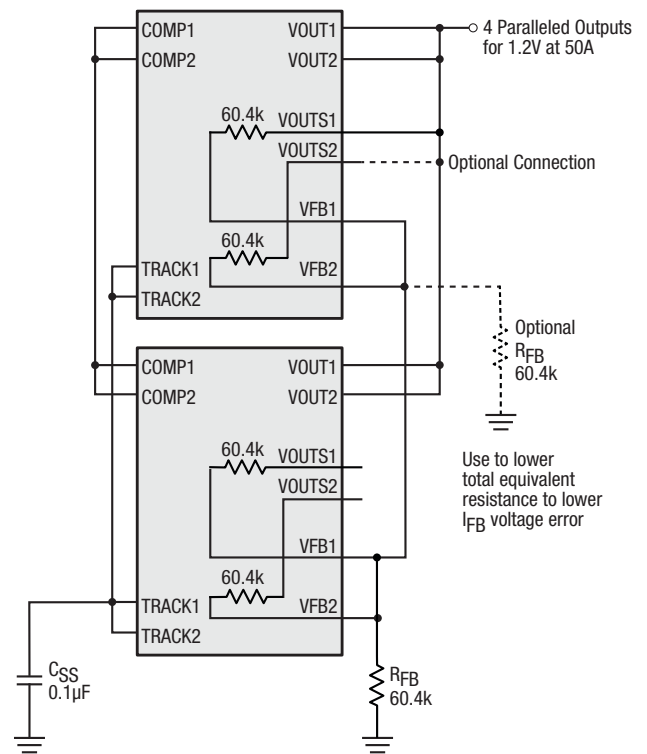 COMP1
VOUT1
4 Paralleled Outputs
for 1.2V at 50A
COMP2
VOUT2
60.4k
VOUTS1
VOUTS2
Optional Connection
VFB1
60.4k
TRACK1
VFB2
TRACK2
Optional
RFB
60.4k
COMP1
VOUT1
COMP2
VOUT2
60.4k
VOUTS1
VOUTS2
Use to lower
total equivalent
resistance to lower
IFB voltage error
VFB1
60.4k
TRACK1
VFB2
TRACK2
CSS
0.1µF
RFB
60.4k